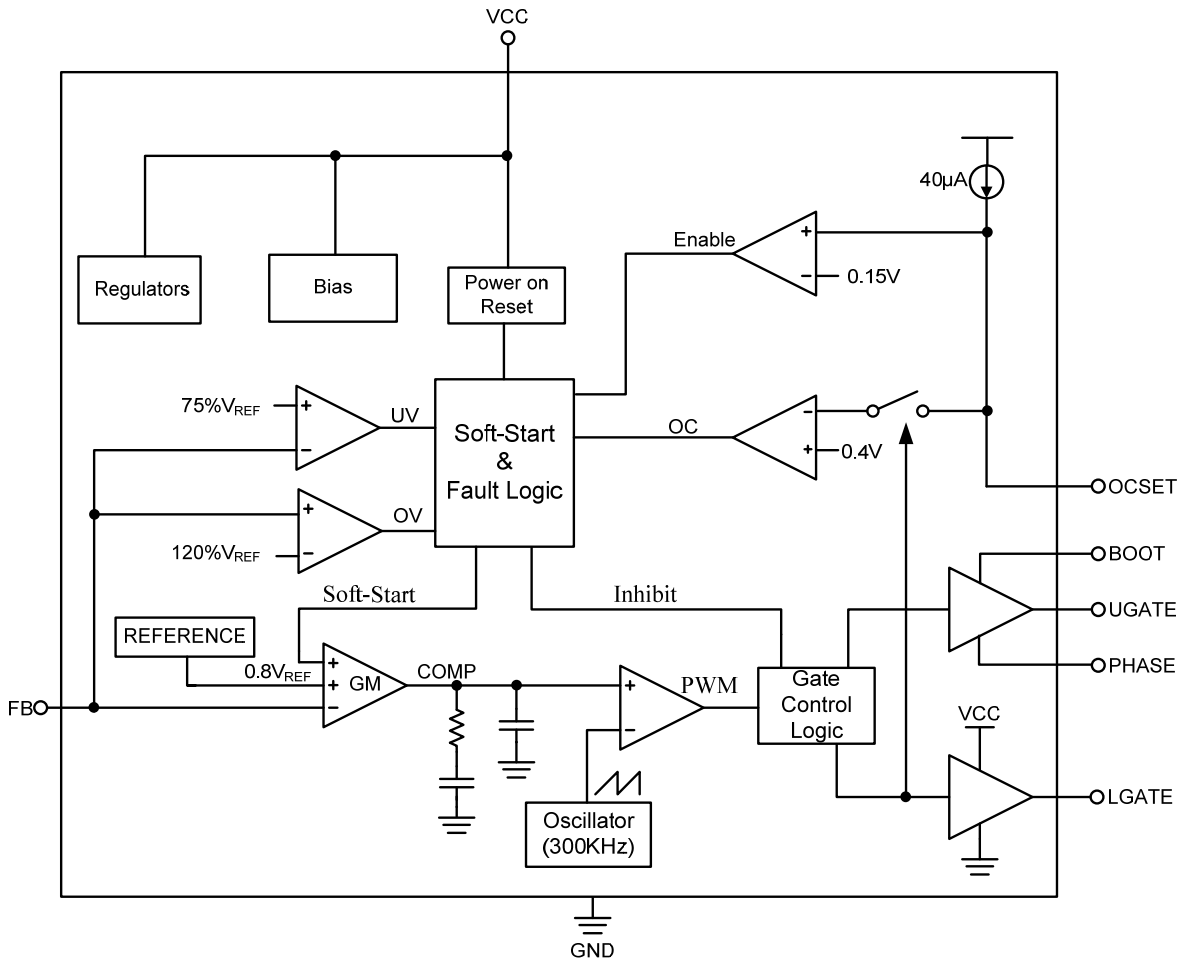 VCC
40µA
Enable
+
−
0.15V
Regulators
Bias
Power on
Reset
75%VREF
+
−
UV
Soft-Start
&
Fault Logic
OC
−
+
0.4V
OCSET
+
−
OV
120%VREF
BOOT
Soft-Start
Inhibit
UGATE
REFERENCE
PHASE
0.8VREF
+
+
−
GM
COMP
+
−
PWM
Gate
Control
Logic
VCC
FB
LGATE
Oscillator
(300KHz)
GND